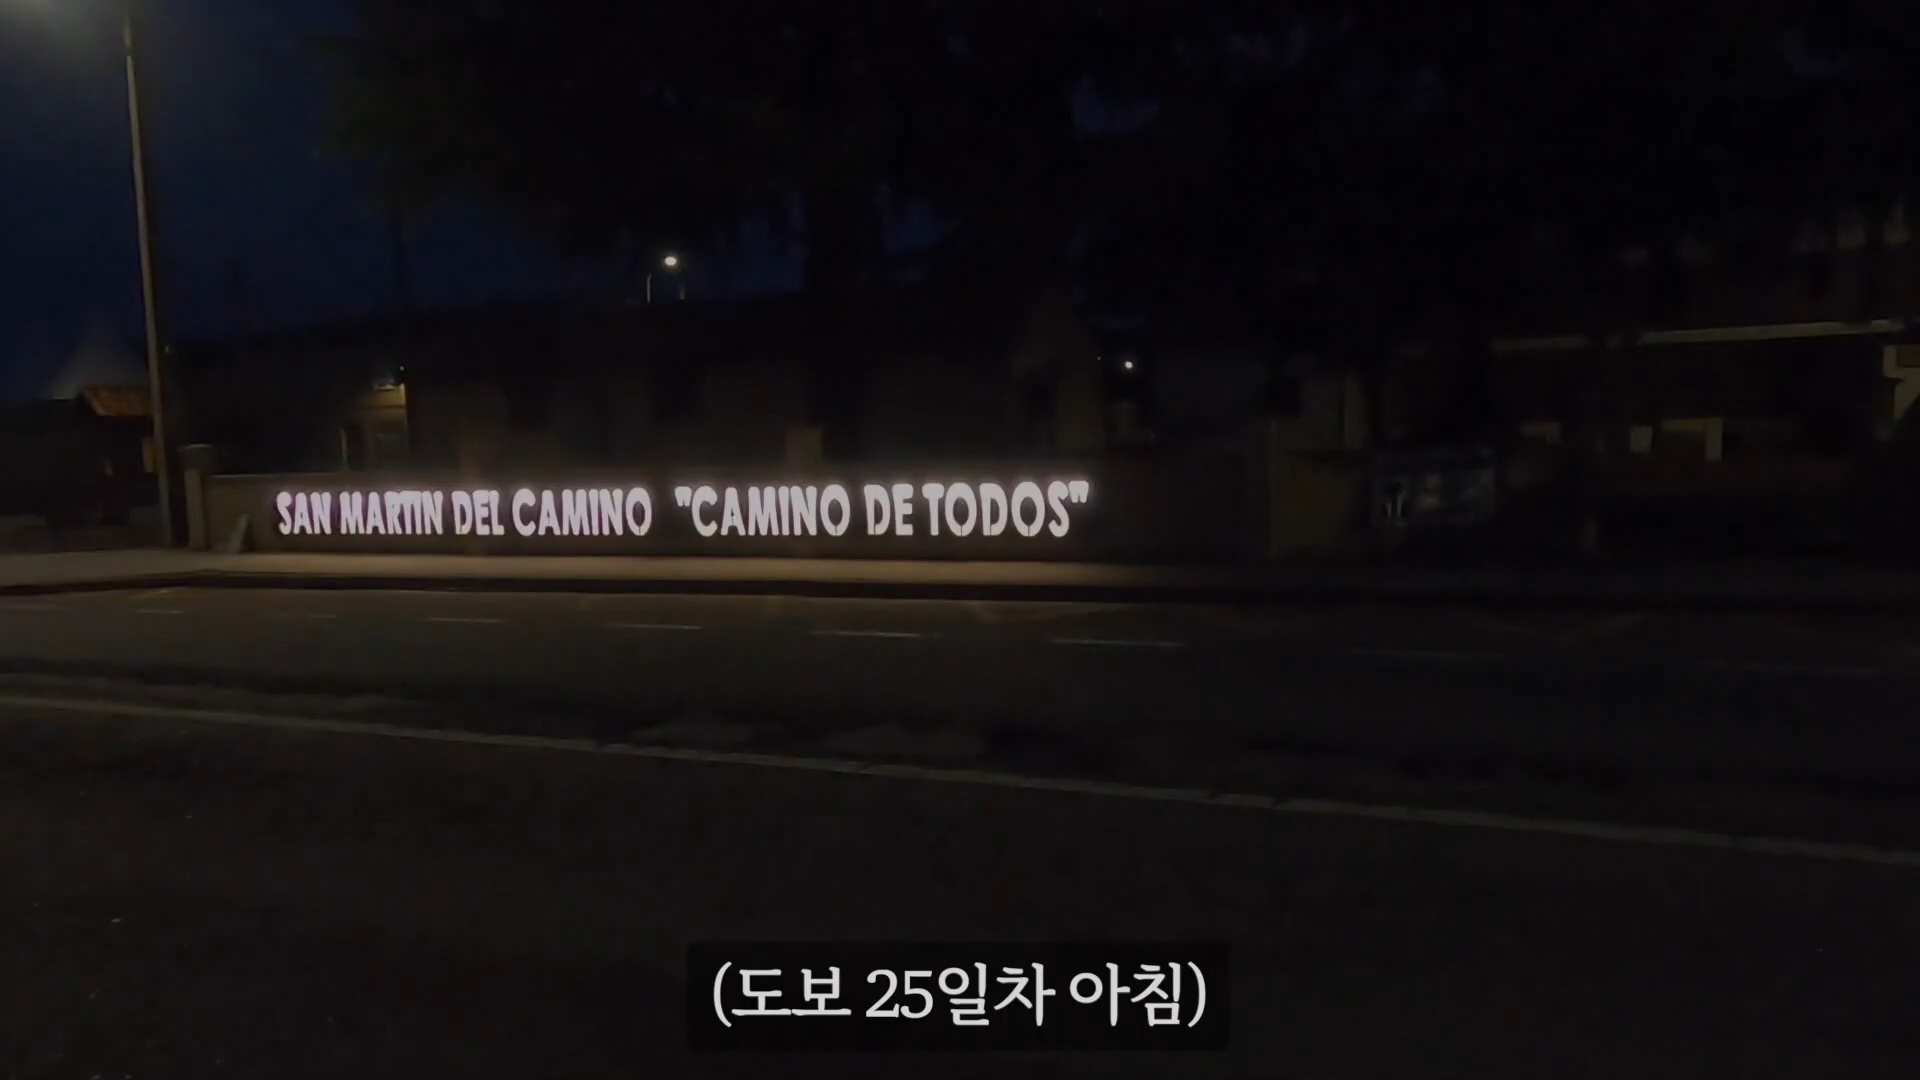 SAN MARTIN DEL CAMINO "CAMINO DE TODOS"
(도보 25일차 아침)